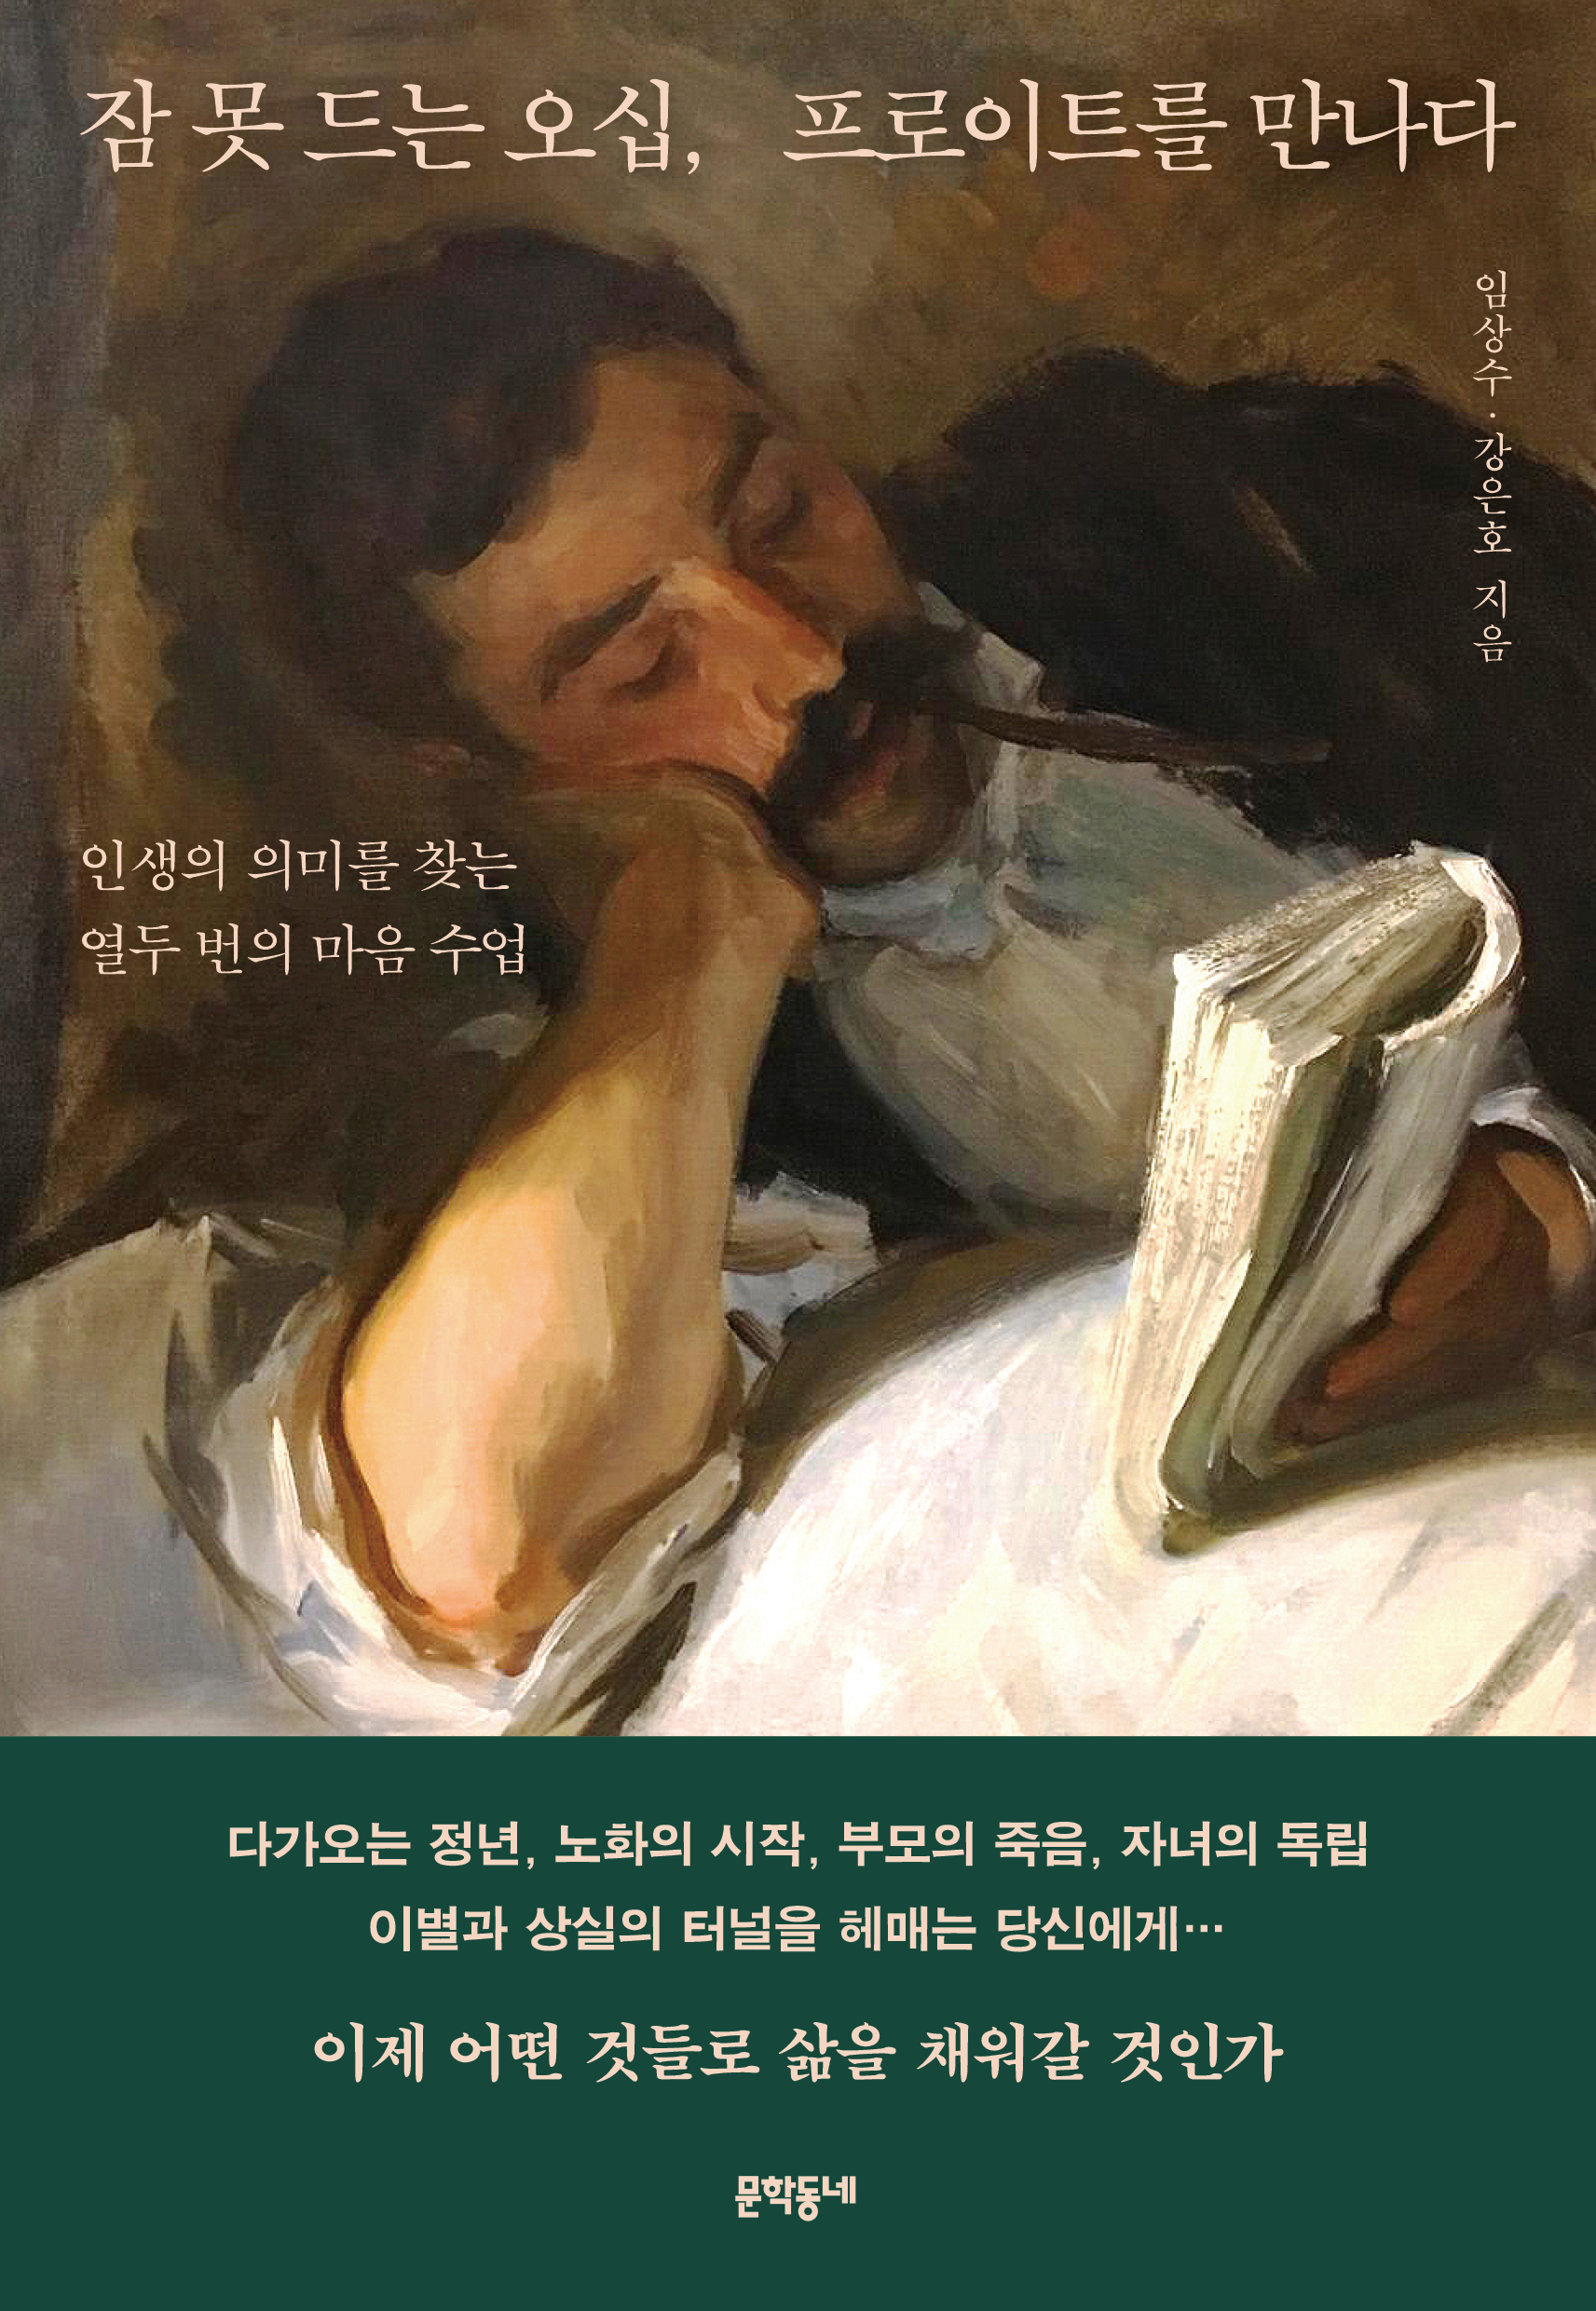 잠 못 드는 오십, 프로이트를 만나다
임상수·강은호 지음
인생의 의미를 찾는
열두 번의 마음 수업
다가오는 정년, 노화의 시작, 부모의 죽음, 자녀의 독립
이별과 상실의 터널을 헤매는 당신에게…
이제 어떤 것들로 삶을 채워갈 것인가
문학동네